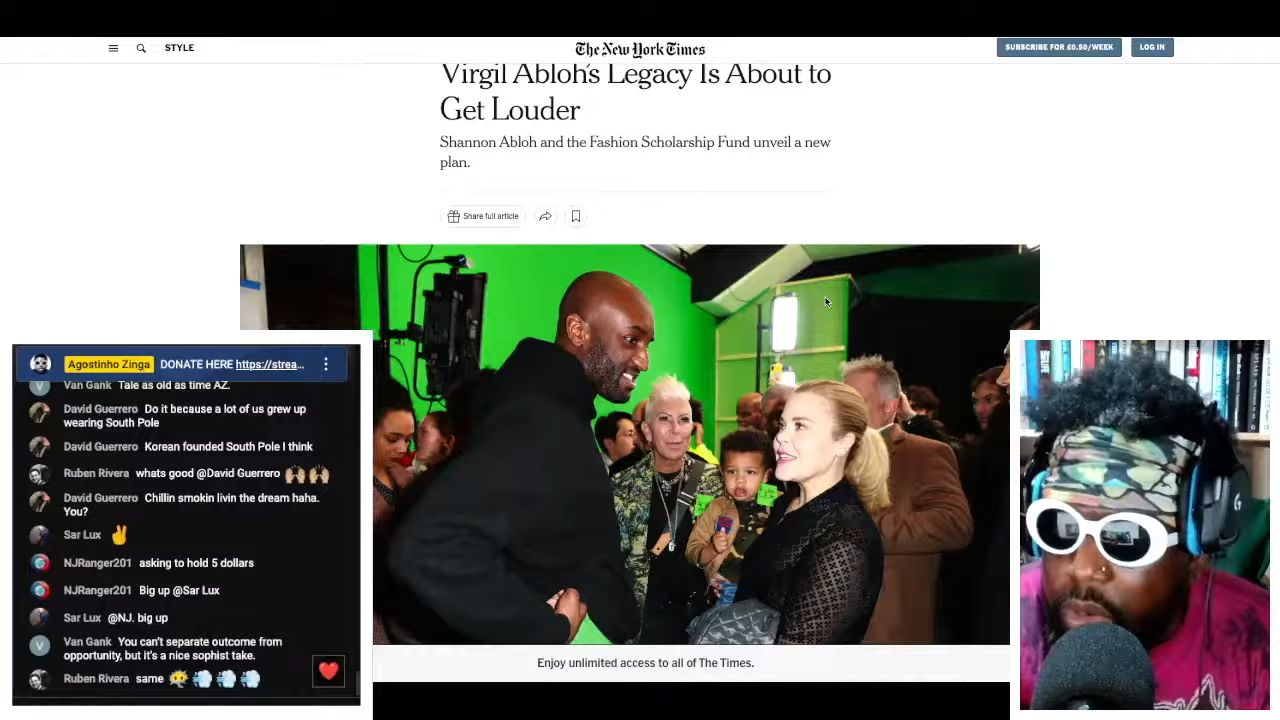 STYLE
The New York Times
SUBSCRIBE FOR £0.50/WEEK
LOG IN
Virgil Abloh's Legacy Is About to
Get Louder
Shannon Abloh and the Fashion Scholarship Fund unveil a new
plan.
Share full article
Agostinho Zinga DONATE HERE https://strea...
Van Gank Tale as old as time AZ.
David Guerrero Do it because a lot of us grew up
wearing South Pole
David Guerrero Korean founded South Pole I think
Ruben Rivera whats good @David Guerrero 🙌🏼🙌🏼
David Guerrero Chillin smokin livin the dream haha.
You?
Sar Lux ✌️
NJRanger201 asking to hold 5 dollars
NJRanger201 Big up @Sar Lux
Sar Lux @NJ. big up
Van Gank You can't separate outcome from
opportunity, but it's a nice sophist take.
Ruben Rivera same
Enjoy unlimited access to all of The Times.